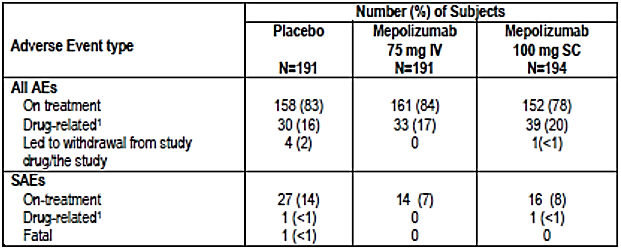 Number (%) of Subjects
Adverse Event type Placebo Mepolizumab Mepolizumab
75 mg IV 100 mg SC
N=191 N=191 N=194
All AEs
On treatment 158 (83) 161 (84) 152 (78)
Drug-related¹ 30 (16) 33 (17) 39 (20)
Led to withdrawal from study 4 (2) 0 1(<1)
drug/the study
SAEs
On-treatment 27 (14) 14 (7) 16 (8)
Drug-related¹ 1 (<1) 0 1 (<1)
Fatal 1 (<1) 0 0